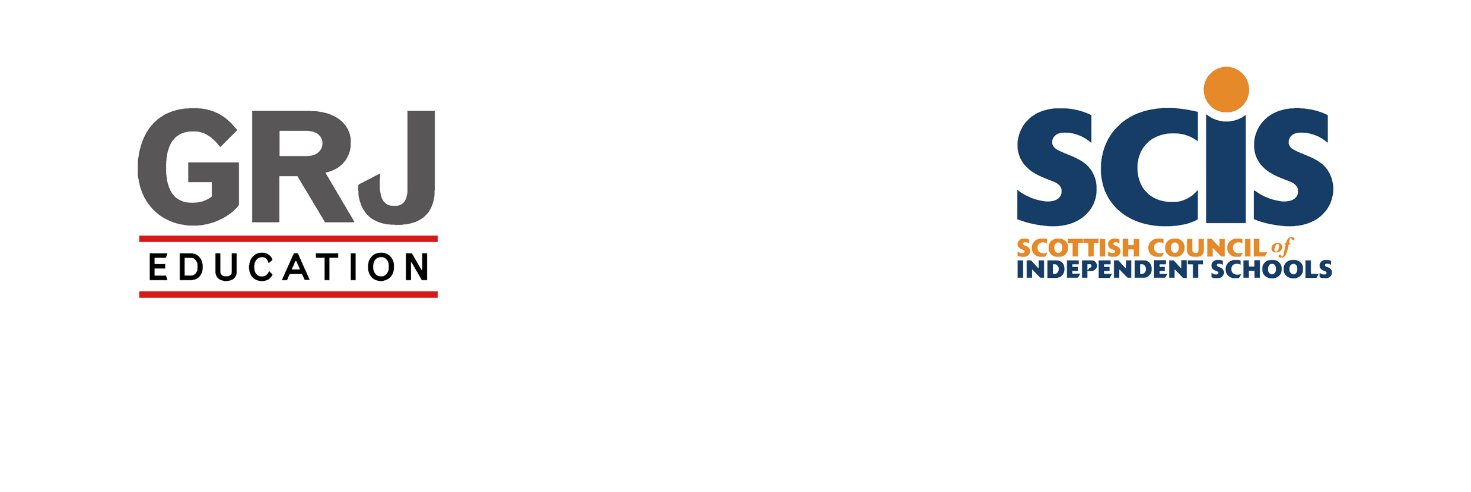 GRJ
EDUCATION
SCiS
SCOTTISH COUNCIL of
INDEPENDENT SCHOOLS